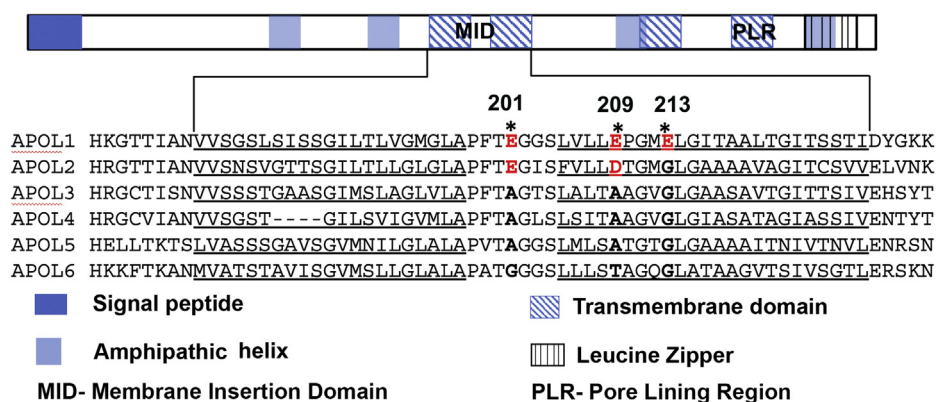 MID PLR
201 209 213
* * *
APOL1 HKGTTIANVVSGSLSISSGILTLVGMGLAPFTEGGSLVLLEPGMELGITAALTGITSSTIDYGKK
APOL2 HRGTTIANVVSNSVGTTSGILTLLGLGLAPFTEGISFVLLDTGMGLGAAAAVAGITCSVVELVNK
APOL3 HRGCTISNVVSSSTGAASGIMSLAGLVLAPFTAGTSLALTAAGVGLGAASAVTGITTSIVEHSYT
APOL4 HRGCVIANVVSGST----GILSVIGVMLAPFTAGLSLSITAAGVGLGIASATAGIASSIVENTYT
APOL5 HELLTKTSLVASSSGAVSGVMNILGLALAPVTAGGSLMLSATGTGLGAAAAITNIVTNVLENRSN
APOL6 HKKFTKANMVATSTAVISGVMSLLGLALAPATGGGSLLLSTAGQGLATAAGVTSIVSGTLERSKN
Signal peptide
Transmembrane domain
Amphipathic helix
Leucine Zipper
MID- Membrane Insertion Domain
PLR- Pore Lining Region